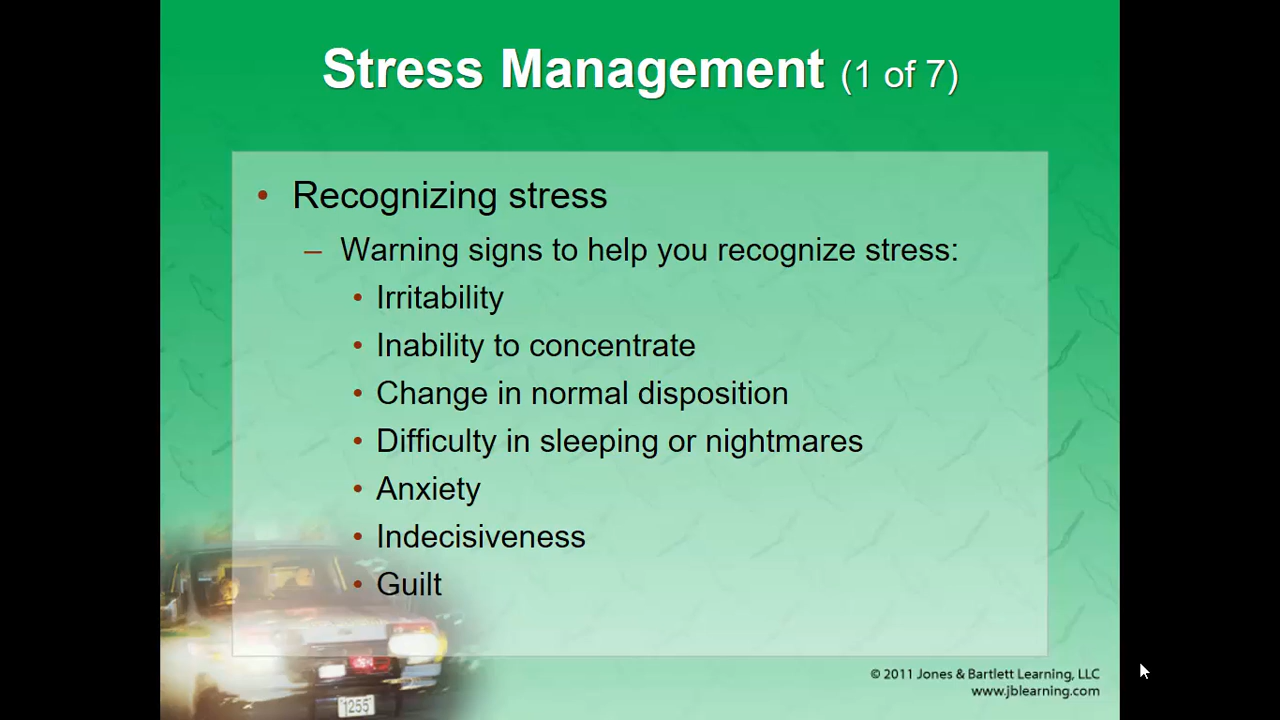 Stress Management (1 of 7)
• Recognizing stress
– Warning signs to help you recognize stress:
• Irritability
• Inability to concentrate
• Change in normal disposition
• Difficulty in sleeping or nightmares
• Anxiety
• Indecisiveness
• Guilt
1255
© 2011 Jones & Bartlett Learning, LLC
www.jblearning.com